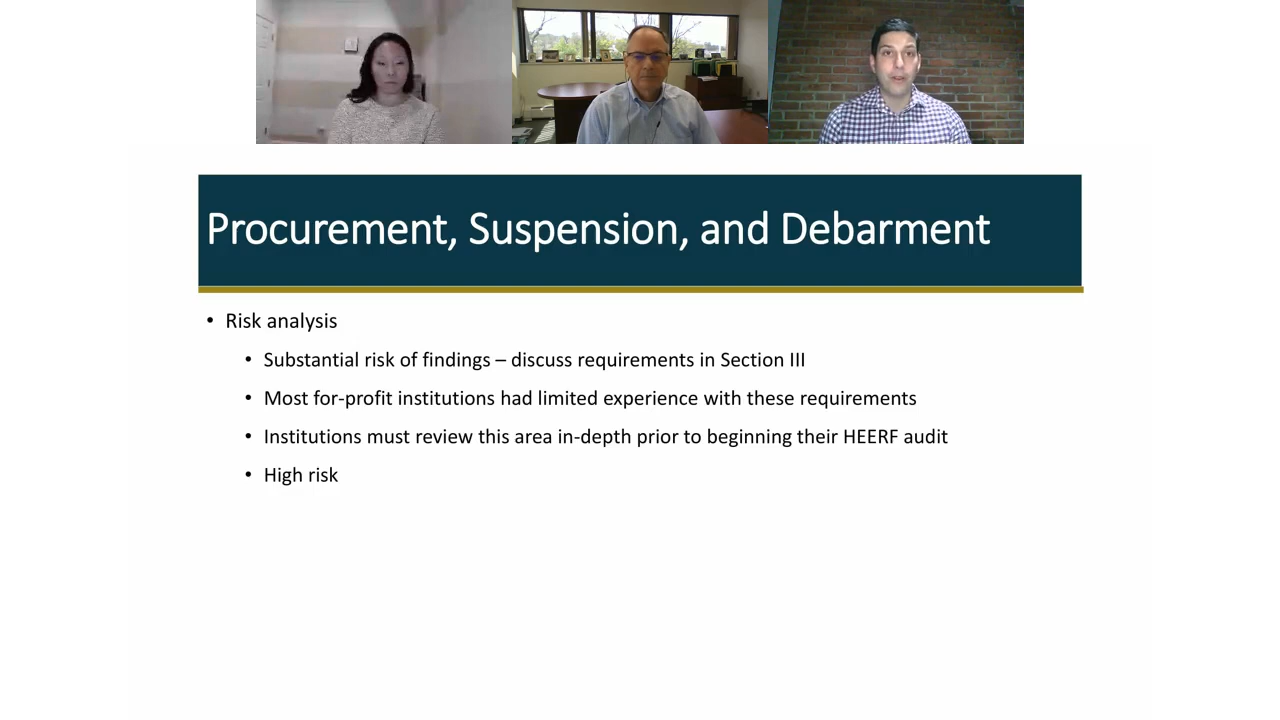 Procurement, Suspension, and Debarment
• Risk analysis
• Substantial risk of findings – discuss requirements in Section III
• Most for-profit institutions had limited experience with these requirements
• Institutions must review this area in-depth prior to beginning their HEERF audit
• High risk